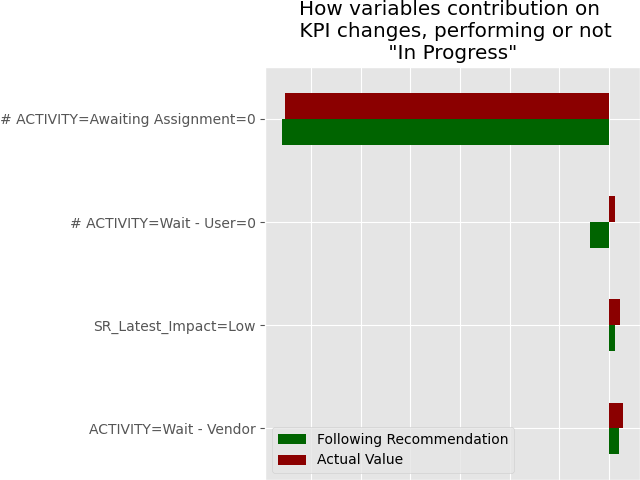 How variables contribution on
KPI changes, performing or not
"In Progress"
# ACTIVITY=Awaiting Assignment=0
# ACTIVITY=Wait - User=0
SR_Latest_Impact=Low
ACTIVITY=Wait - Vendor
Following Recommendation
Actual Value